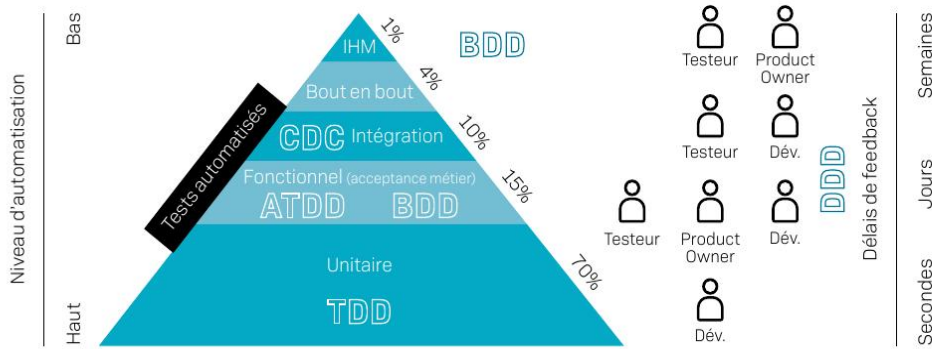 Niveau d'automatisation
Bas
Haut
Tests automatisés
IHM
1%
BDD
Bout en bout
4%
CDC Intégration
10%
Fonctionnel (acceptance métier)
15%
ATDD BDD
Unitaire
70%
TDD
Testeur
Product
Owner
Testeur
Dév.
Testeur
Product
Owner
Dév.
Dév.
DDD
Délais de feedback
Semaines
Jours
Secondes